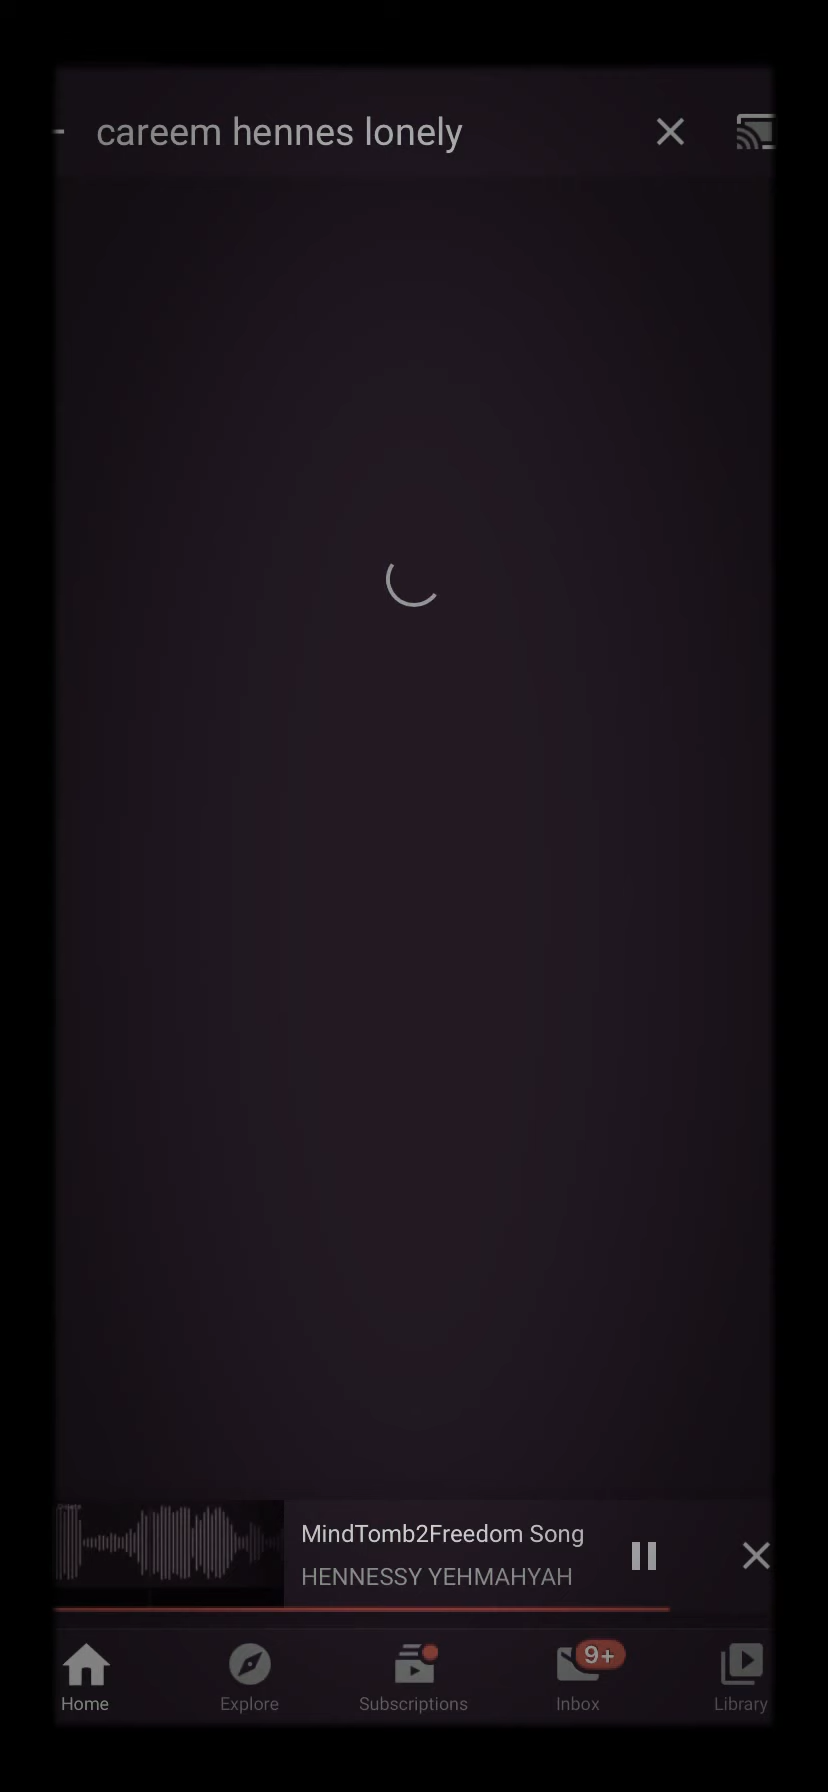 careem hennes lonely
MindTomb2Freedom Song
HENNESSY YEHMAHYAH
9+
Home
Explore
Subscriptions
Inbox
Library